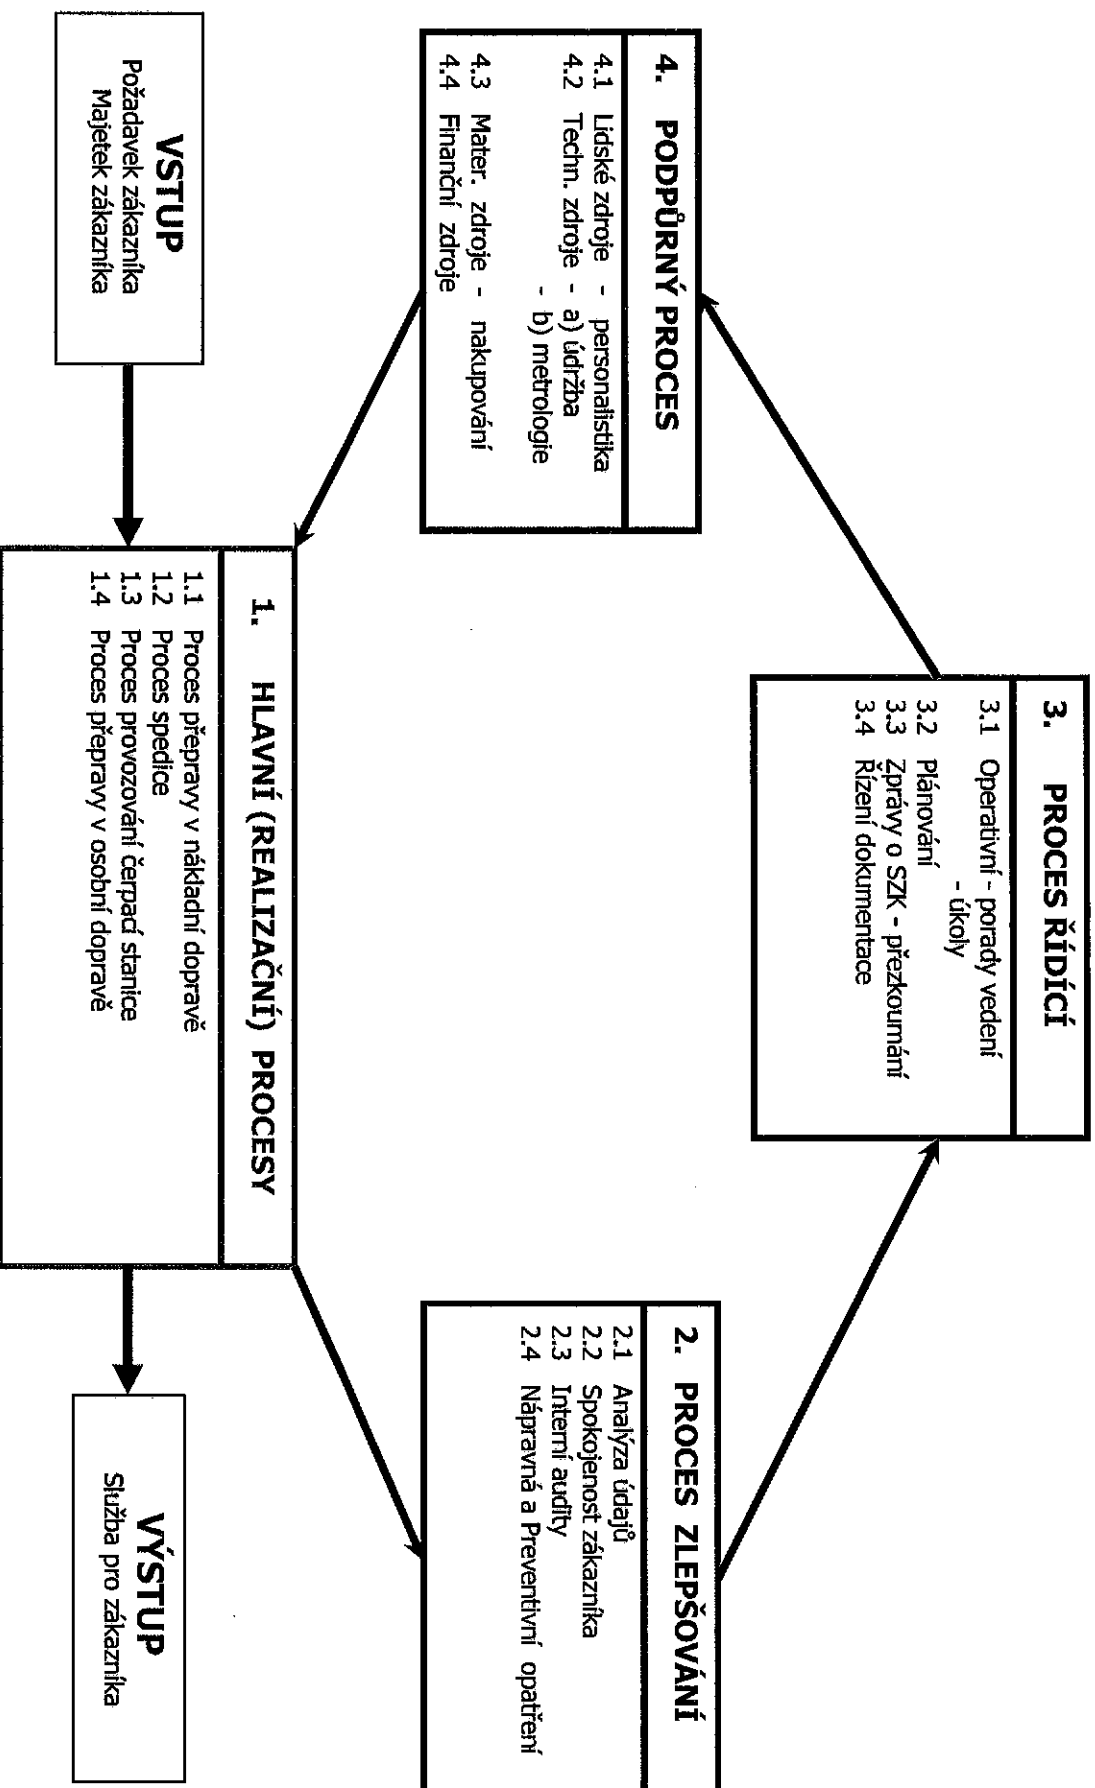 3. PROCES ŘÍDÍCÍ
3.1 Operativní - porady vedení
- úkoly
3.2 Plánování
3.3 Zprávy o SZK - přezkoumání
3.4 Řízení dokumentace
4. PODPŮRNÝ PROCES
4.1 Lidské zdroje - personalistika
4.2 Techn. zdroje - a) údržba
- b) metrologie
4.3 Mater. zdroje - nakupování
4.4 Finanční zdroje
2. PROCES ZLEPŠOVÁNÍ
2.1 Analýza údajů
2.2 Spokojenost zákazníka
2.3 Interní audity
2.4 Nápravná a Preventivní opatření
1. HLAVNÍ (REALIZAČNÍ) PROCESY
1.1 Proces přepravy v nákladní dopravě
1.2 Proces spedice
1.3 Proces provozování čerpací stanice
1.4 Proces přepravy v osobní dopravě
VSTUP
Požadavek zákazníka
Majetek zákazníka
VÝSTUP
Služba pro zákazníka